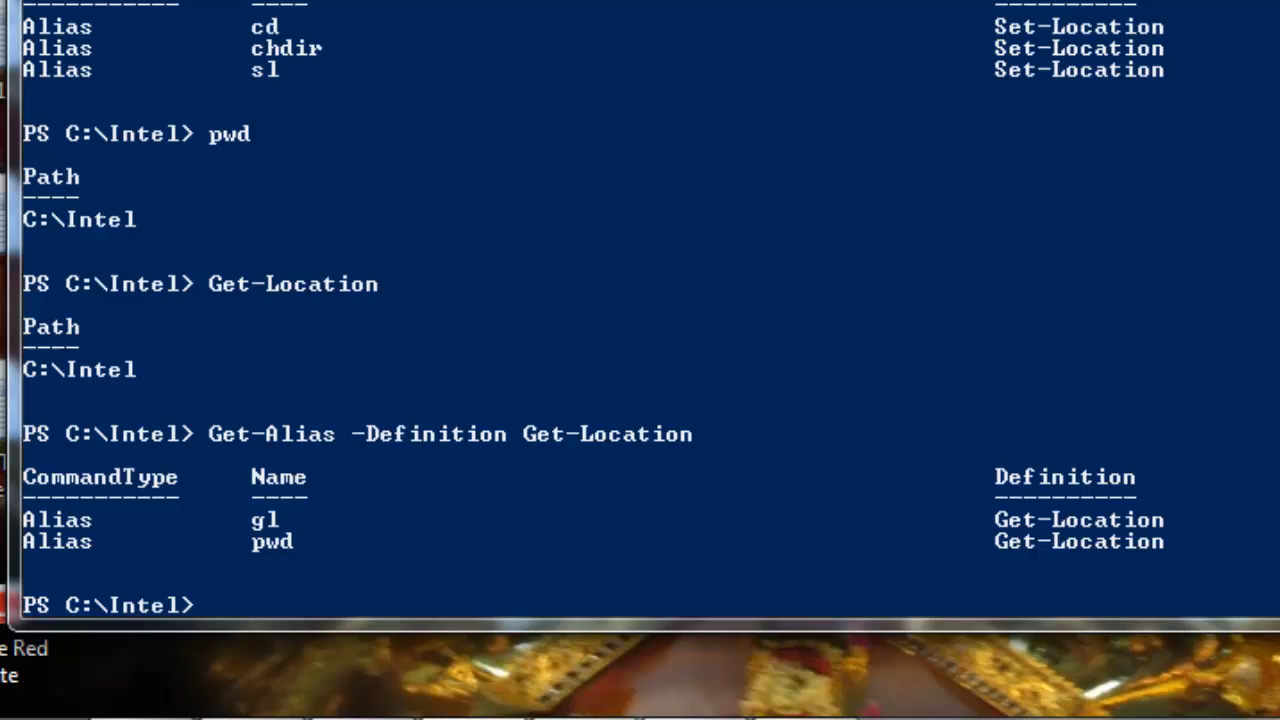 Alias cd Set-Location
Alias chdir Set-Location
Alias sl Set-Location
PS C:\Intel> pwd
Path
----
C:\Intel
PS C:\Intel> Get-Location
Path
----
C:\Intel
PS C:\Intel> Get-Alias -Definition Get-Location
CommandType Name Definition
----------- ---- ----------
Alias gl Get-Location
Alias pwd Get-Location
PS C:\Intel>
e Red
te